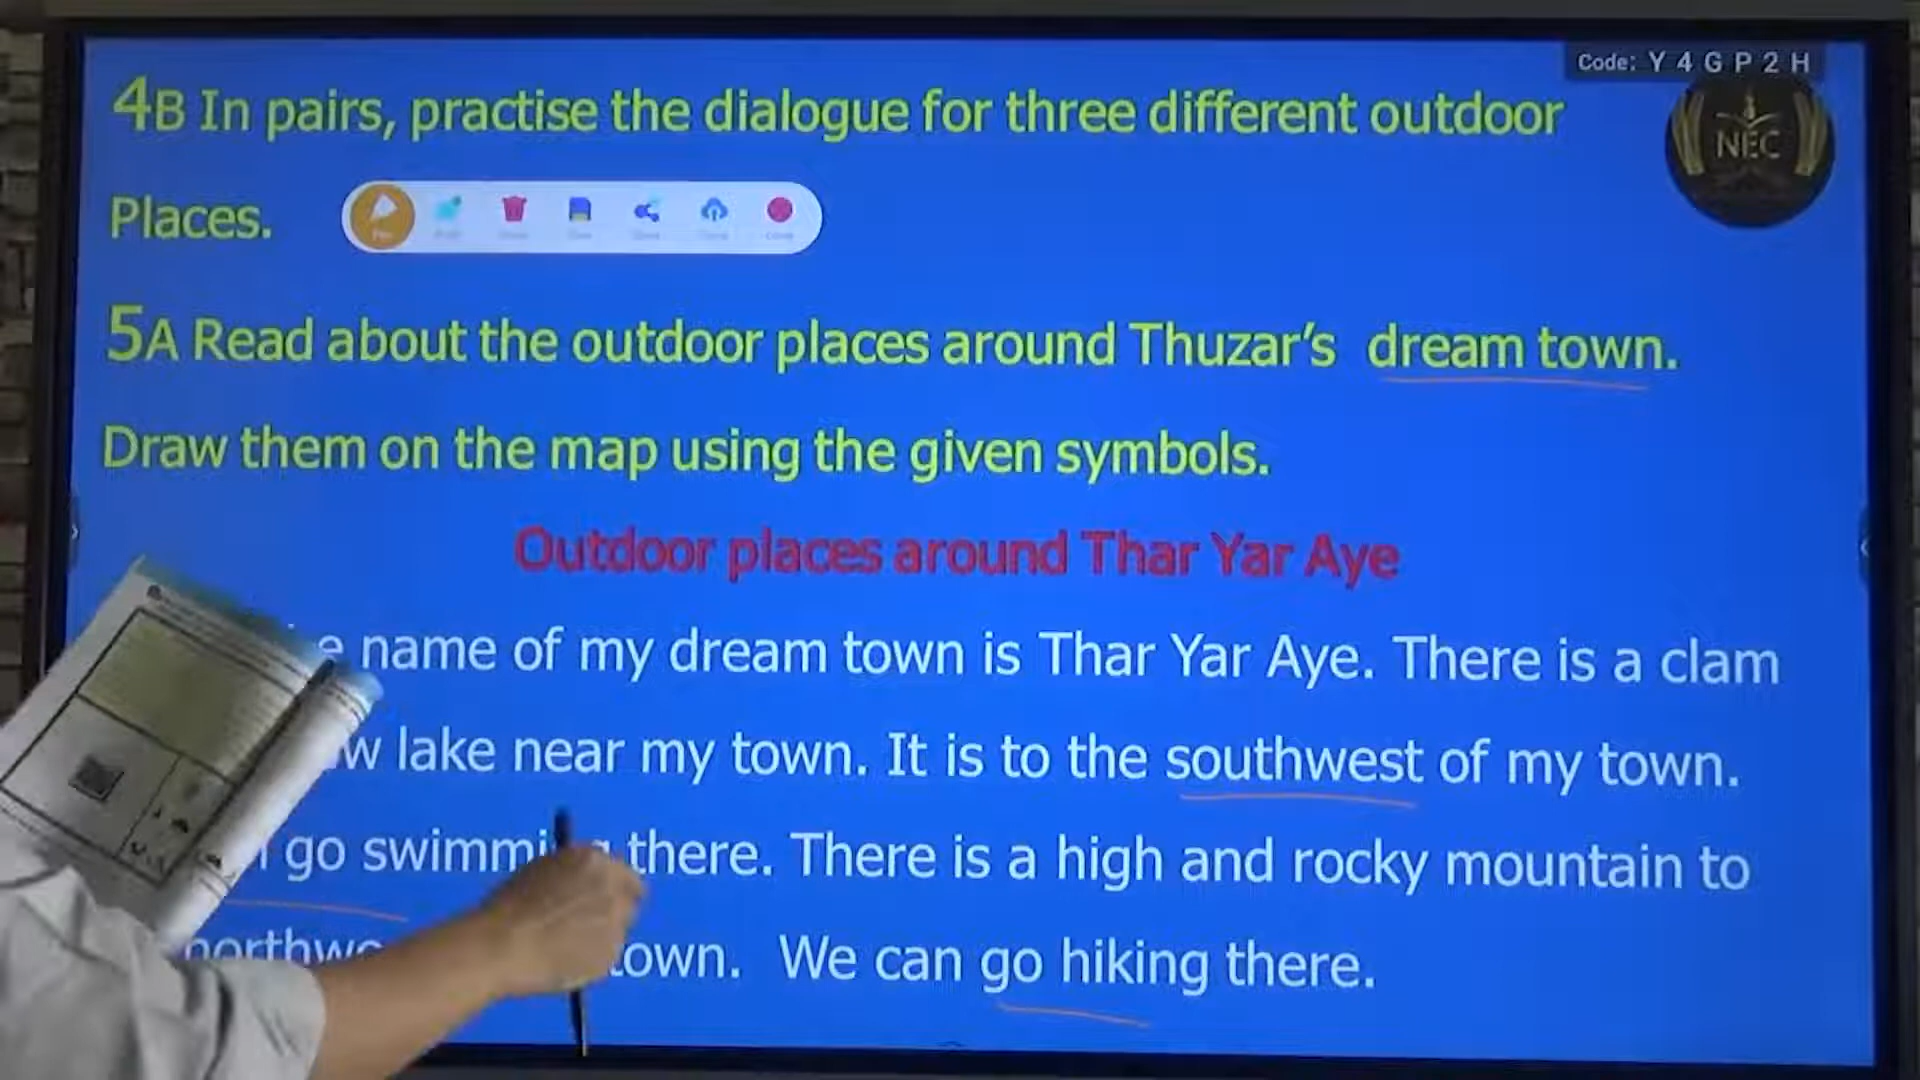 Code: Y 4 G P 2 H
NEC
4B In pairs, practise the dialogue for three different outdoor
Places.
5A Read about the outdoor places around Thuzar's dream town.
Draw them on the map using the given symbols.
Outdoor places around Thar Yar Aye
name of my dream town is Thar Yar Aye. There is a clam
lake near my town. It is to the southwest of my town.
go there. There is a high and rocky mountain to
town. We can go hiking there.